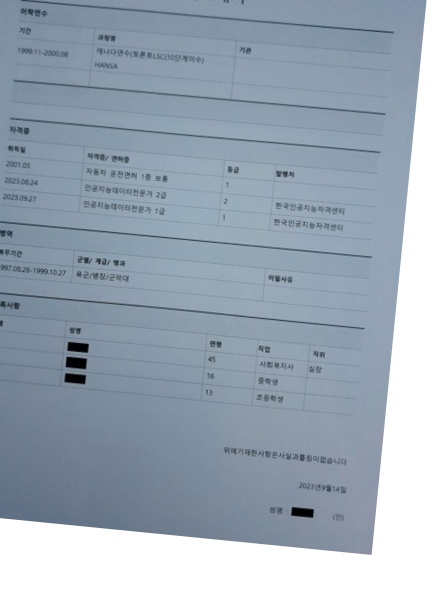 어학연수
기간 과정명 기관
1999.11-2000.08 캐나다연수(토론토LSC(10단계이수)
HANSA
자격증
취득일 자격증/ 면허증 등급 발행처
2001.05 자동차 운전면허 1종 보통 1
2023.08.24 인공지능데이터전문가 2급 2 한국인공지능자격센터
2023.09.27 인공지능데이터전문가 1급 1 한국인공지능자격센터
병역
복무기간 군별/ 계급/ 병과 미필사유
997.08.28-1999.10.27 육군/병장/군악대
족사항
성명 연령 직업 직위
45 사회복지사 실장
16 중학생
13 초등학생
위에기재한사항은사실과틀림이없습니다
2023년9월14일
성명 : (인)